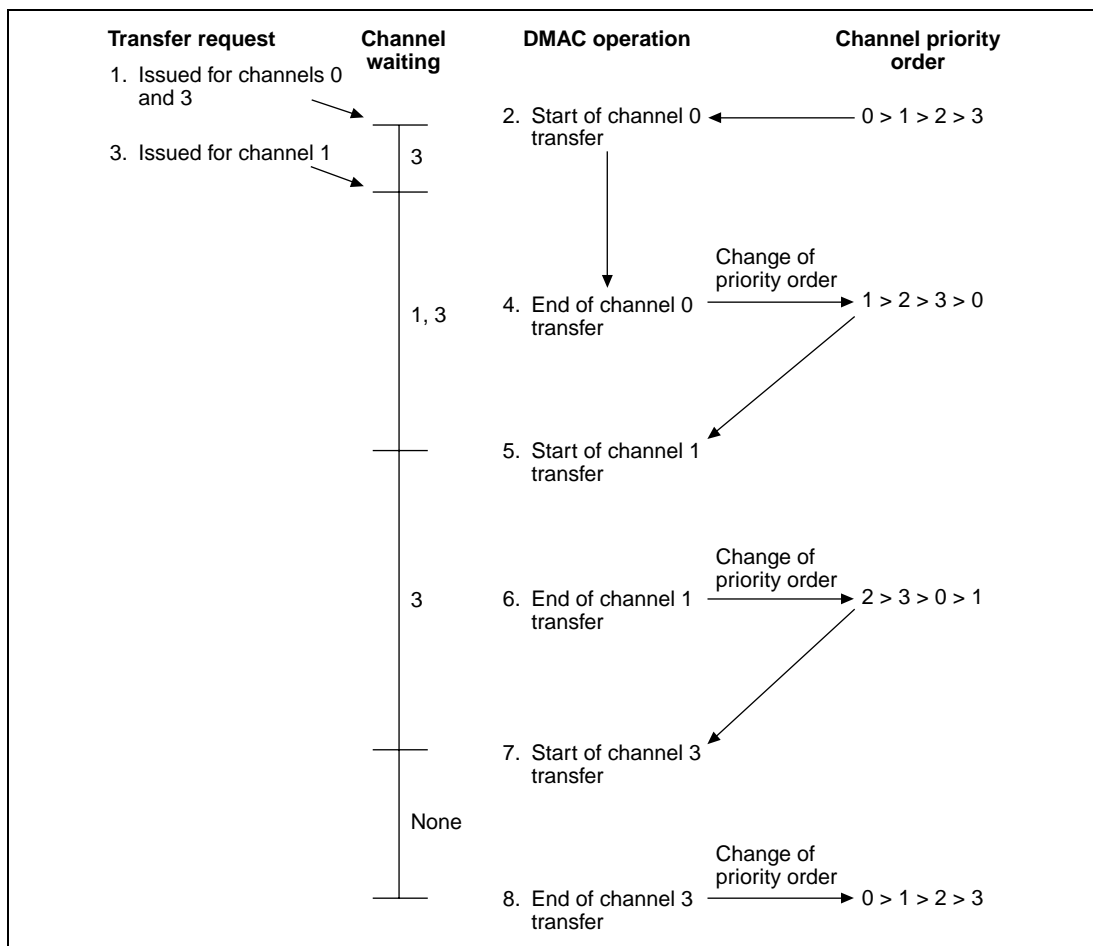 Transfer request
Channel
waiting
DMAC operation
Channel priority
order
1. Issued for channels 0
and 3
2. Start of channel 0
transfer
0 > 1 > 2 > 3
3. Issued for channel 1
3
Change of
priority order
4. End of channel 0
transfer
1 > 2 > 3 > 0
1, 3
5. Start of channel 1
transfer
Change of
priority order
3
6. End of channel 1
transfer
2 > 3 > 0 > 1
7. Start of channel 3
transfer
None
Change of
priority order
8. End of channel 3
transfer
0 > 1 > 2 > 3